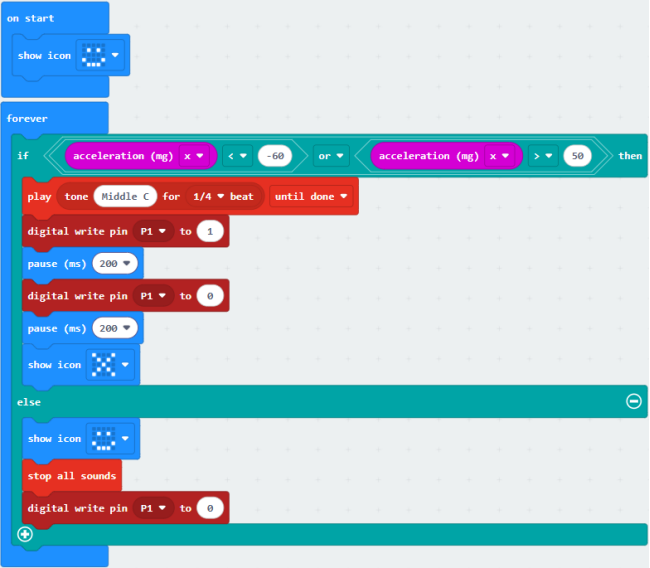 on start
show icon
forever
if acceleration (mg) x < -60 or acceleration (mg) x > 50 then
play tone Middle C for 1/4 beat until done
digital write pin P1 to 1
pause (ms) 200
digital write pin P1 to 0
pause (ms) 200
show icon
else
show icon
stop all sounds
digital write pin P1 to 0